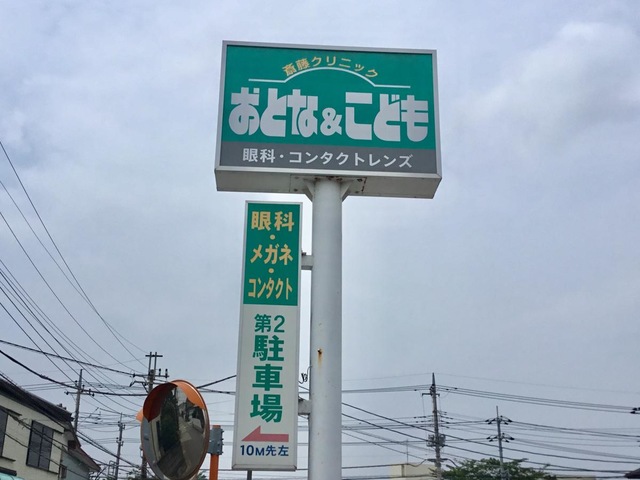 斎藤クリニック
おとな&こども
眼科・コンタクトレンズ
眼科
・
メガネ
・
コンタクト
第2
駐車場
10M先左